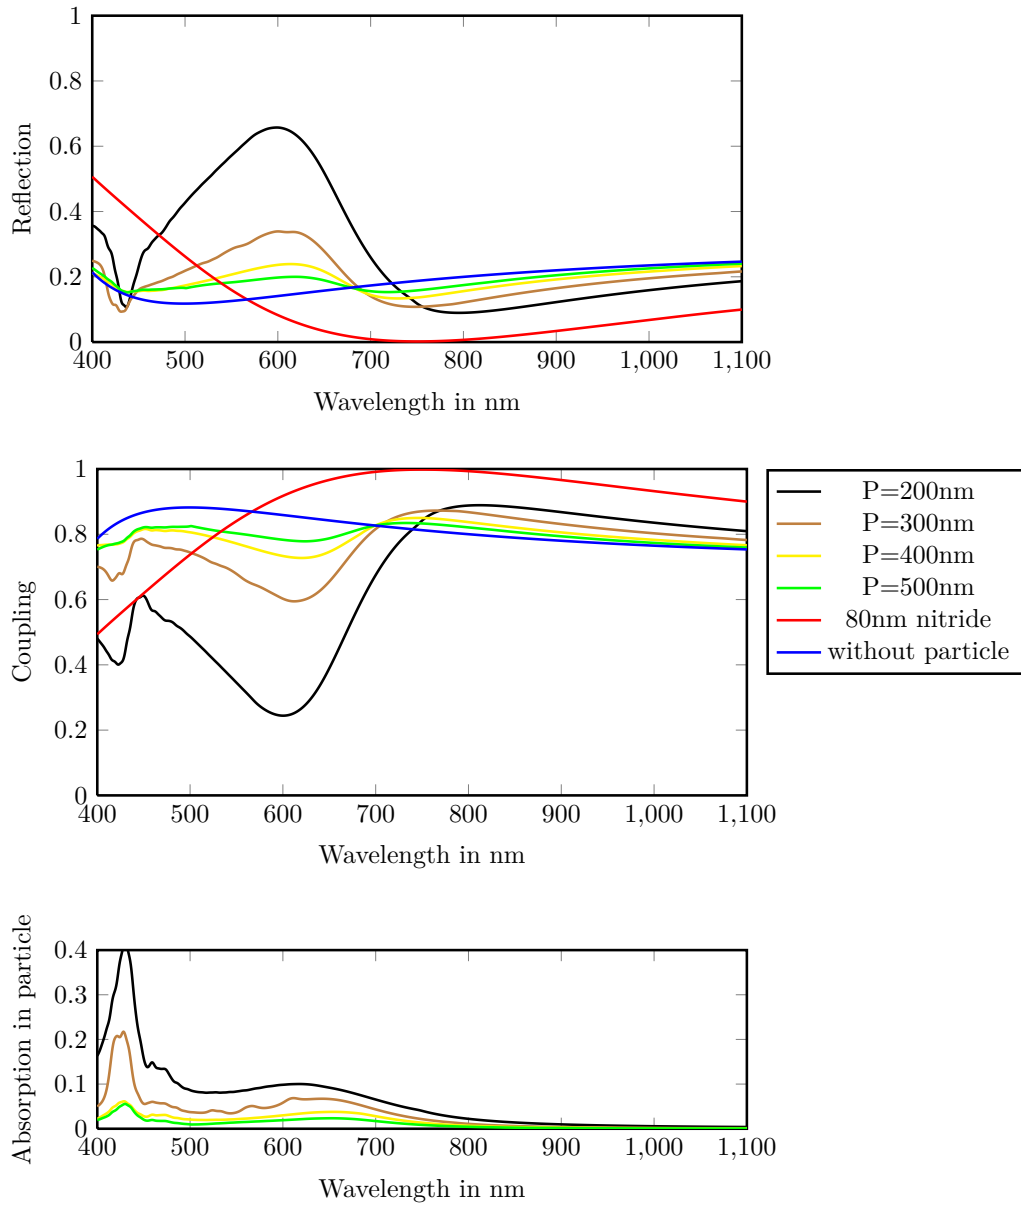 1
0.8
0.6
0.4
0.2
0
Reflection
400 500 600 700 800 900 1,000 1,100
Wavelength in nm
1
0.8
0.6
0.4
0.2
0
Coupling
400 500 600 700 800 900 1,000 1,100
Wavelength in nm
P=200nm
P=300nm
P=400nm
P=500nm
80nm nitride
without particle
0.4
0.3
0.2
0.1
0
Absorption in particle
400 500 600 700 800 900 1,000 1,100
Wavelength in nm